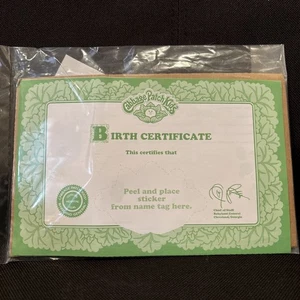 Cabbage Patch Kids
BIRTH CERTIFICATE
This certifies that
Peel and place
sticker
from name tag here.